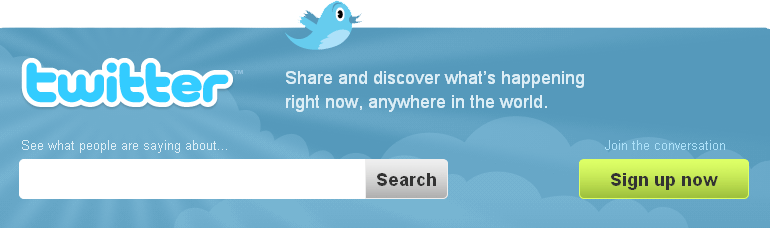 twitter™
Share and discover what's happening
right now, anywhere in the world.
See what people are saying about...
Search
Join the conversation
Sign up now